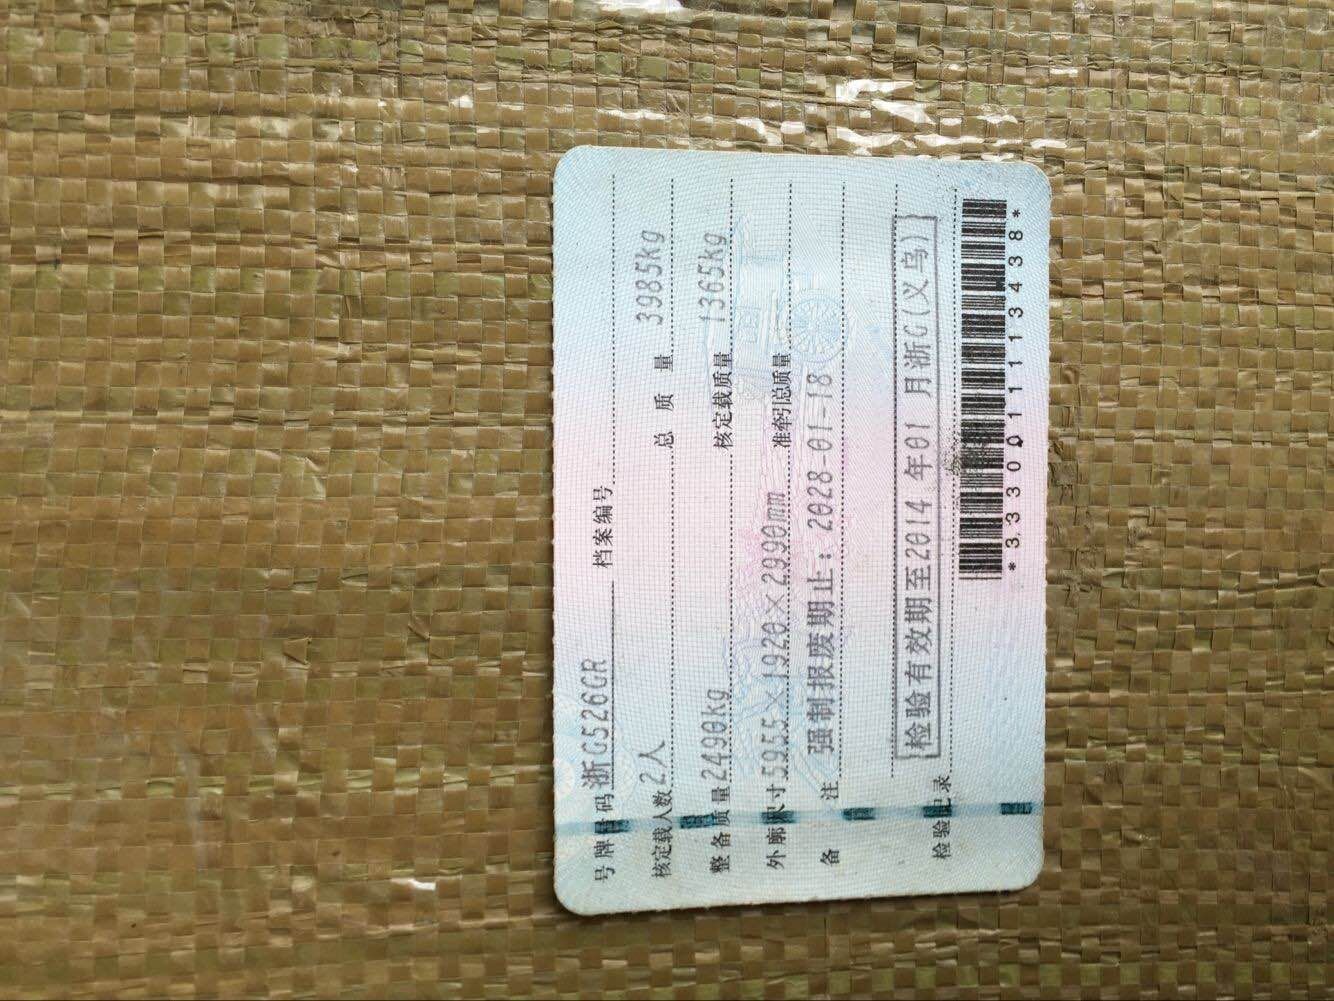 号牌号码 浙G526GR 档案编号
核定载人数 2人 总质量 3985kg
整备质量 2490kg 核定载质量 1365kg
外廓尺寸 5955×1920×2990mm 准牵引总质量
备注 强制报废期止：2028-01-18
检验记录 检验有效期至2014年01月浙G(义乌)
*3330011113438*